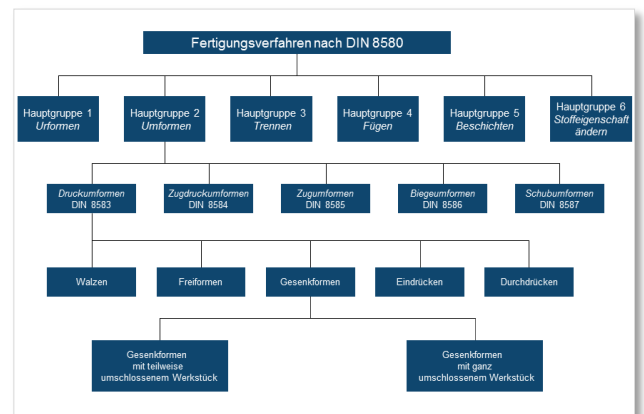 Fertigungsverfahren nach DIN 8580
Hauptgruppe 1
Urformen
Hauptgruppe 2
Umformen
Hauptgruppe 3
Trennen
Hauptgruppe 4
Fügen
Hauptgruppe 5
Beschichten
Hauptgruppe 6
Stoffeigenschaft
ändern
Druckumformen
DIN 8583
Zugdruckumformen
DIN 8584
Zugumformen
DIN 8585
Biegeumformen
DIN 8586
Schubumformen
DIN 8587
Walzen
Freiformen
Gesenkformen
Eindrücken
Durchdrücken
Gesenkformen
mit teilweise
umschlossenem Werkstück
Gesenkformen
mit ganz
umschlossenem Werkstück